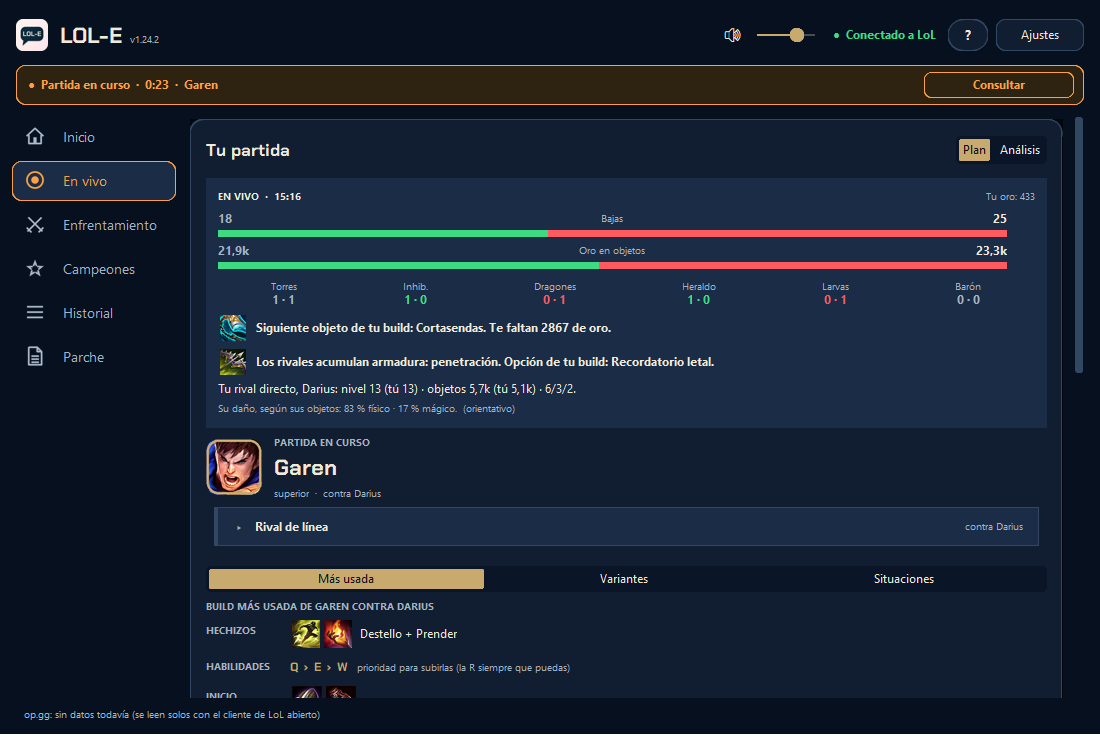 LOL-E
LOL-E v1.24.2
● Conectado a LoL
?
Ajustes
● Partida en curso · 0:23 · Garen
Consultar
Inicio
En vivo
Enfrentamiento
Campeones
Historial
Parche
Tu partida
Plan
Análisis
EN VIVO · 15:16
Tu oro: 433
18 Bajas 25
21,9k Oro en objetos 23,3k
Torres Inhib. Dragones Heraldo Larvas Barón
1 · 1 1 · 0 0 · 1 1 · 0 0 · 1 0 · 0
Siguiente objeto de tu build: Cortasendas. Te faltan 2867 de oro.
Los rivales acumulan armadura: penetración. Opción de tu build: Recordatorio letal.
Tu rival directo, Darius: nivel 13 (tú 13) · objetos 5,7k (tú 5,1k) · 6/3/2.
Su daño, según sus objetos: 83 % físico · 17 % mágico. (orientativo)
PARTIDA EN CURSO
Garen
superior · contra Darius
▸ Rival de línea
contra Darius
Más usada
Variantes
Situaciones
BUILD MÁS USADA DE GAREN CONTRA DARIUS
HECHIZOS Destello + Prender
HABILIDADES Q › E › W prioridad para subirlas (la R siempre que puedas)
INICIO
op.gg: sin datos todavía (se leen solos con el cliente de LoL abierto)